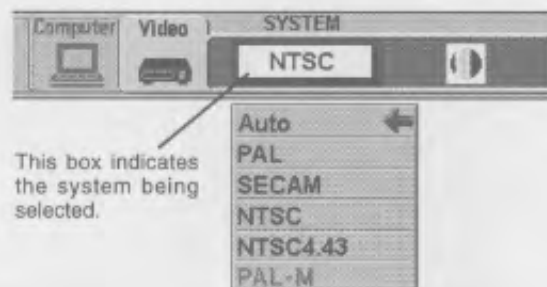 Computer Video SYSTEM
NTSC
Auto
PAL
SECAM
NTSC
NTSC4.43
PAL-M
This box indicates
the system being
selected.